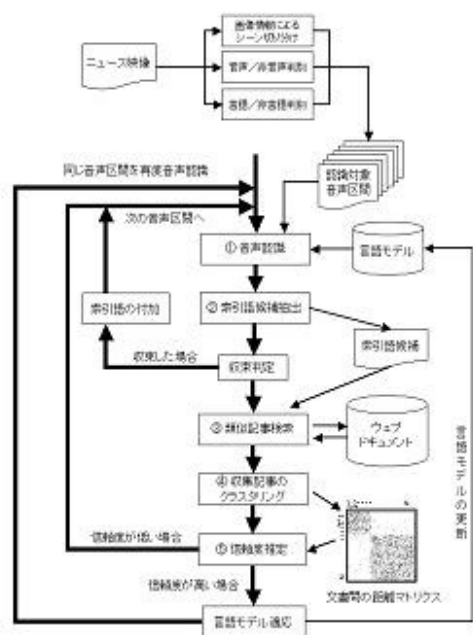 画像情報による
シーン切り分け
ニュース映像
音声／非音声判別
言語／非言語判別
同じ音声区間を再度音声認識
認識対象
音声区間
次の音声区間へ
① 音声認識
言語モデル
索引語の付加
② 索引語候補抽出
索引語候補
収束した場合
収束判定
③ 類似記事検索
ウェブ
ドキュメント
言語モデルの更新
④ 収集記事の
クラスタリング
信頼度が低い場合
⑤ 信頼度推定
信頼度が高い場合
文書間の距離マトリクス
言語モデル適応